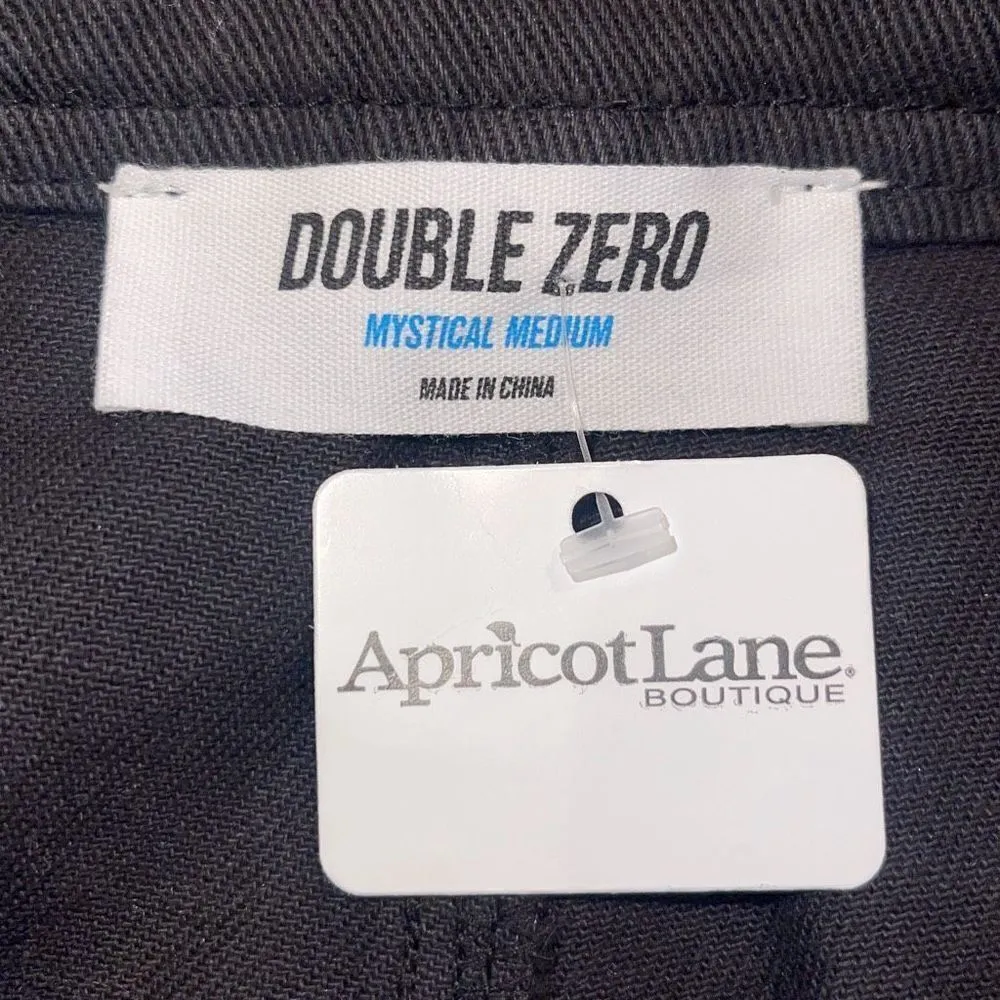 DOUBLE ZERO
MYSTICAL MEDIUM
MADE IN CHINA
ApricotLane®
BOUTIQUE